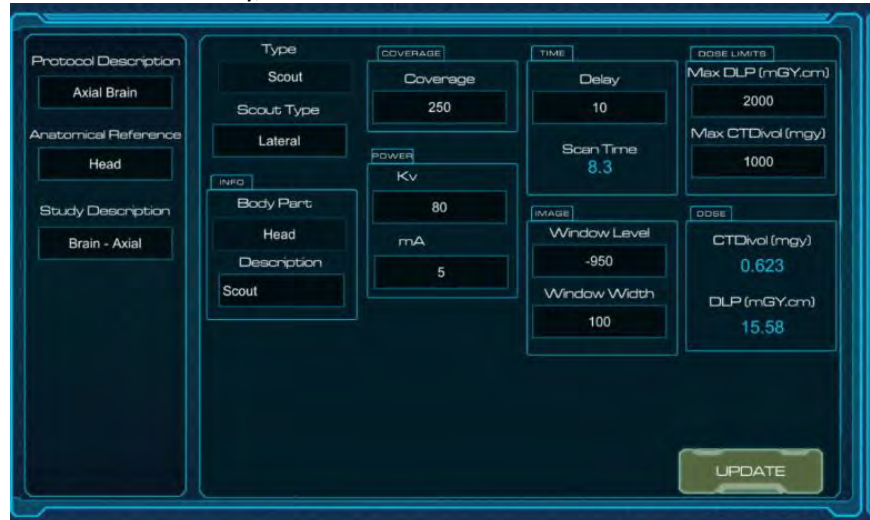 Protocol Description
Axial Brain
Anatomical Reference
Head
Study Description
Brain - Axial
Type
Scout
Scout Type
Lateral
INFO
Body Part
Head
Description
Scout
COVERAGE
Coverage
250
POWER
Kv
80
mA
5
TIME
Delay
10
Scan Time
8.3
IMAGE
Window Level
-950
Window Width
100
DOSE LIMITS
Max DLP (mGY.cm)
2000
Max CTDivol (mgy)
1000
DOSE
CTDivol (mgy)
0.623
DLP (mGY.cm)
15.58
UPDATE